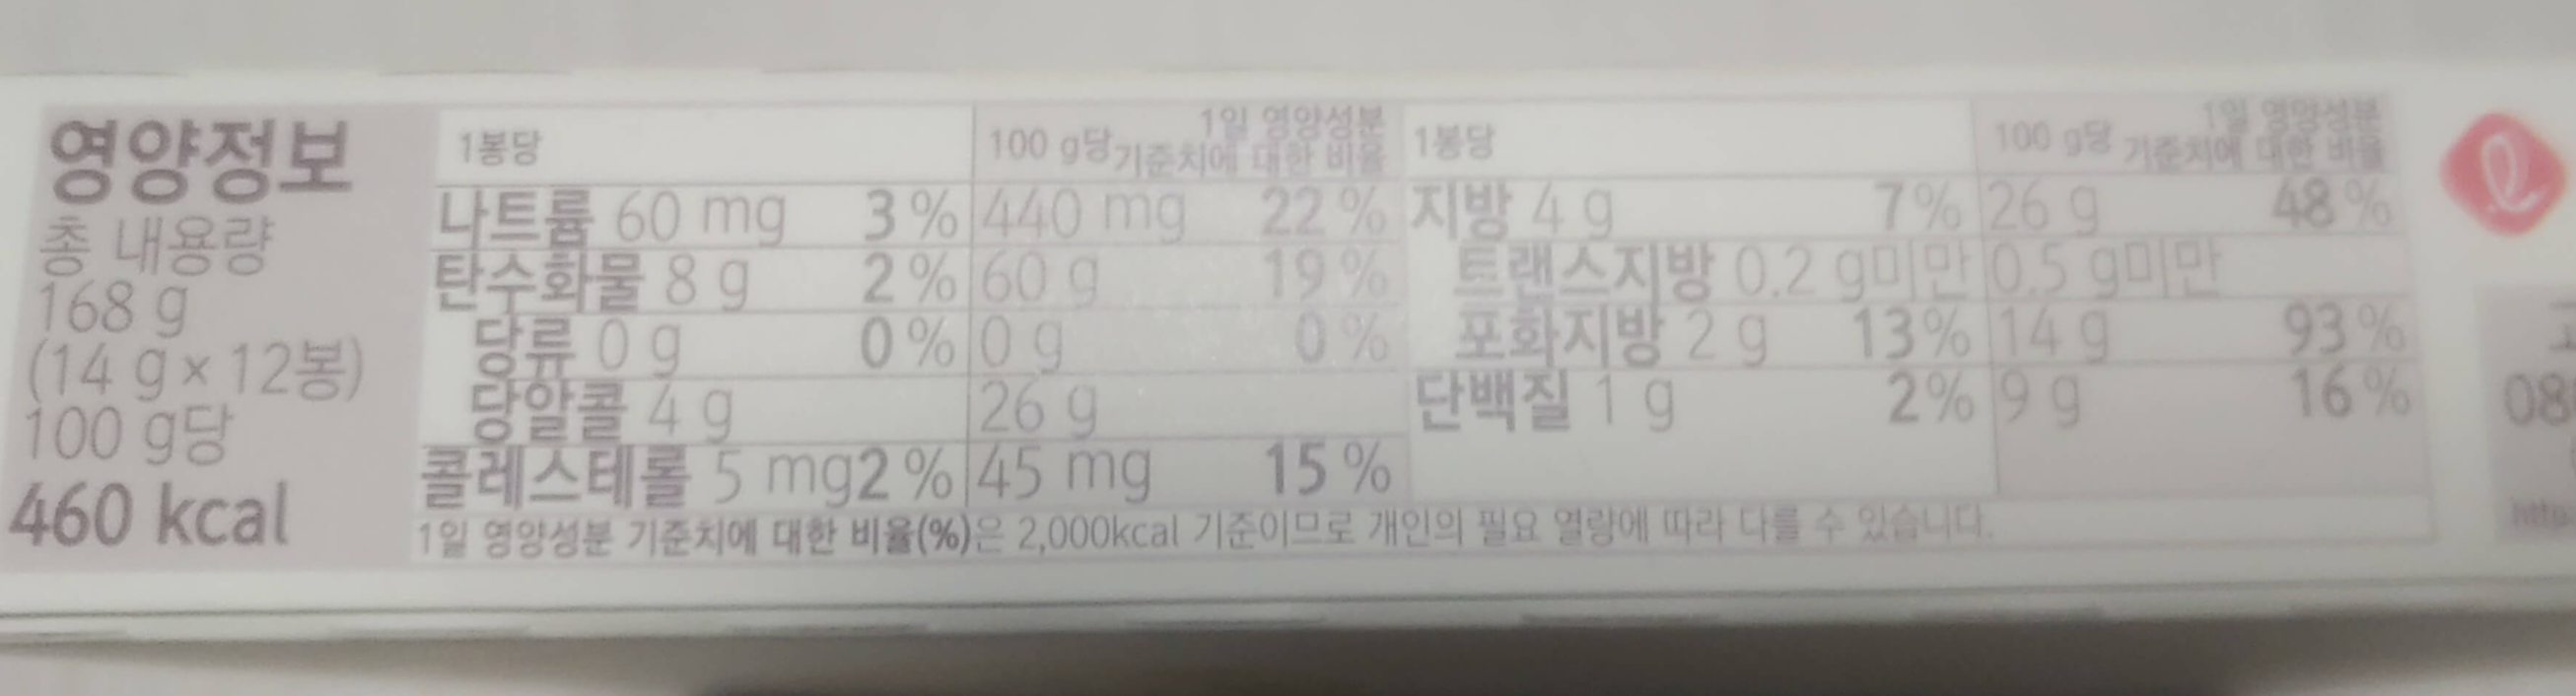 영양정보
총 내용량
168 g
(14 g×12봉)
100 g당
460 kcal
1봉당 100 g당 1일 영양성분 기준치에 대한 비율
나트륨 60 mg 3% 440 mg 22%
탄수화물 8 g 2% 60 g 19%
당류 0 g 0% 0 g 0%
당알콜 4 g 26 g
콜레스테롤 5 mg 2% 45 mg 15%
1봉당 100 g당 1일 영양성분 기준치에 대한 비율
지방 4 g 7% 26 g 48%
트랜스지방 0.2 g미만 0.5 g미만
포화지방 2 g 13% 14 g 93%
단백질 1 g 2% 9 g 16%
1일 영양성분 기준치에 대한 비율(%)은 2,000kcal 기준이므로 개인의 필요 열량에 따라 다를 수 있습니다.
08